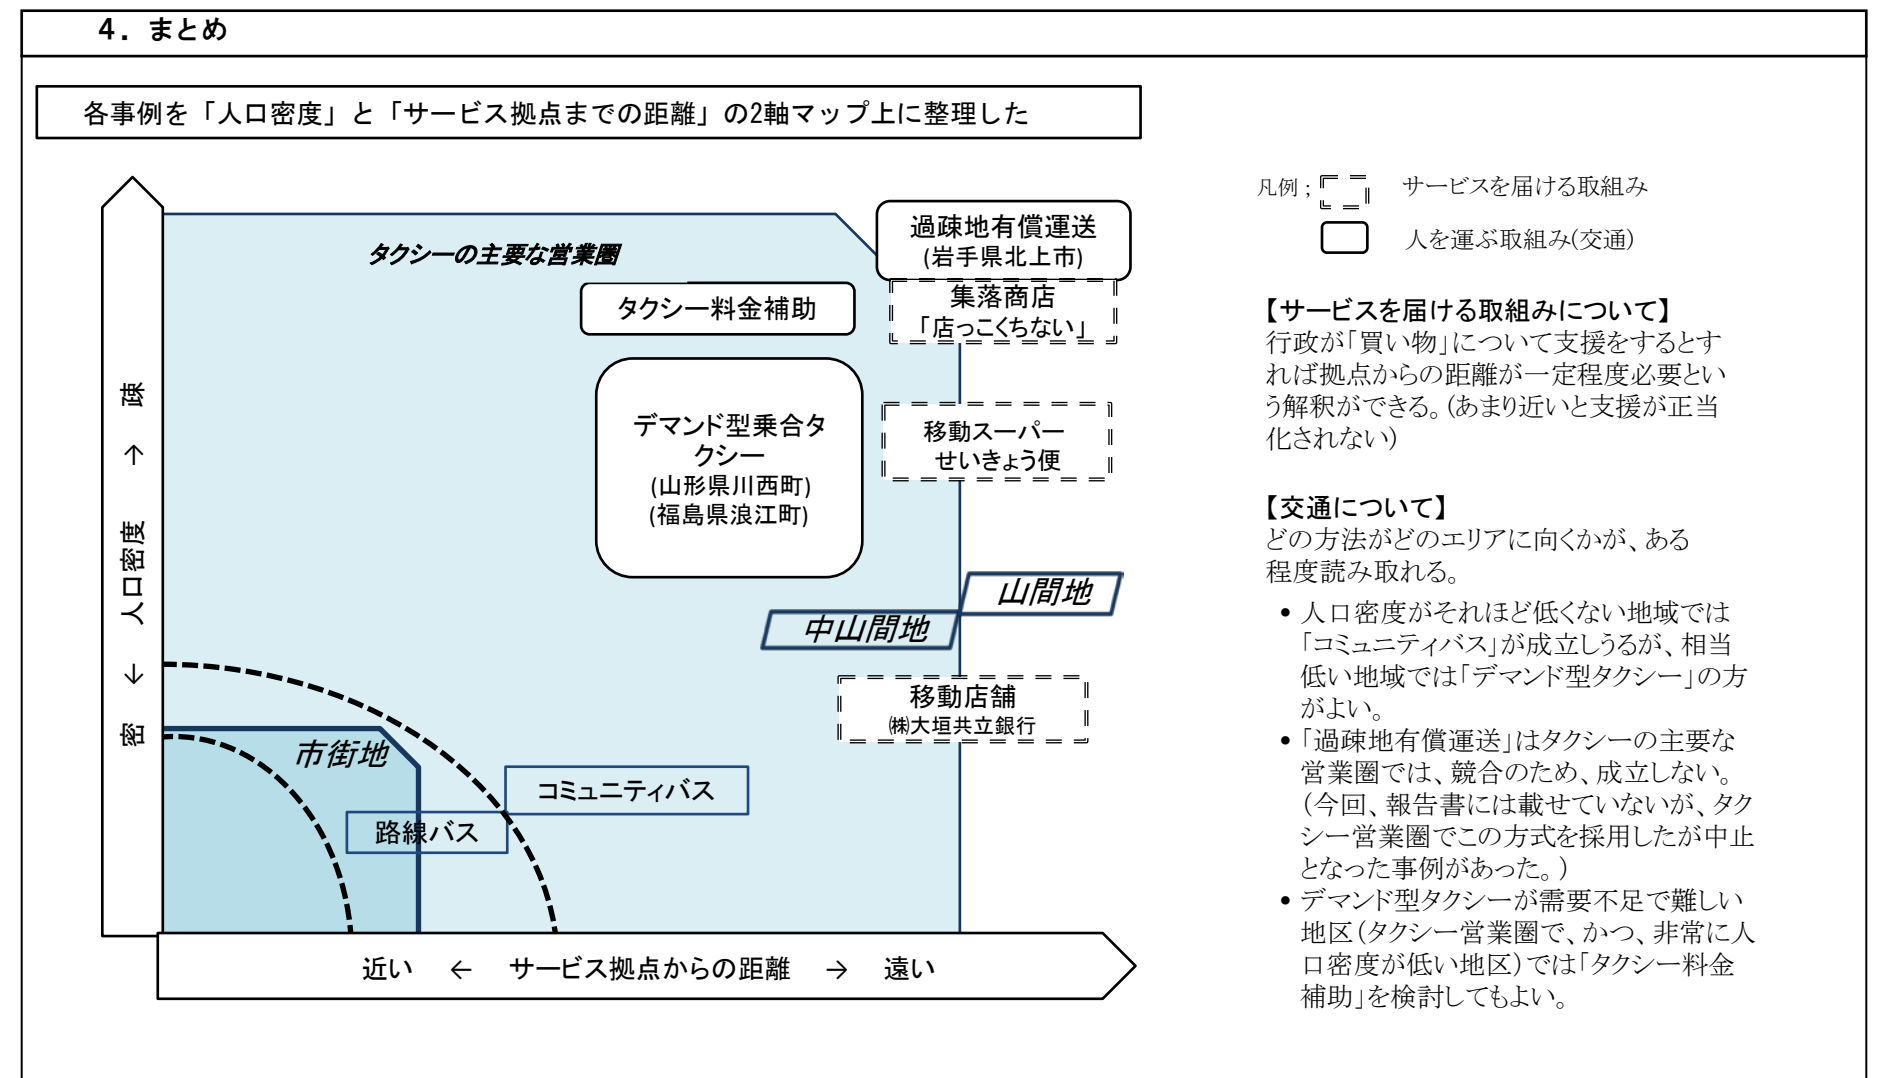 ４．まとめ
各事例を「人口密度」と「サービス拠点までの距離」の2軸マップ上に整理した
凡例；
サービスを届ける取組み
人を運ぶ取組み(交通)
タクシーの主要な営業圏
過疎地有償運送
(岩手県北上市)
タクシー料金補助
集落商店
「店っこくちない」
デマンド型乗合タ
クシー
(山形県川西町)
(福島県浪江町)
移動スーパー
せいきょう便
山間地
中山間地
移動店舗
㈱大垣共立銀行
市街地
コミュニティバス
路線バス
密 ← 人口密度 → 疎
近い ← サービス拠点からの距離 → 遠い
【サービスを届ける取組みについて】
行政が「買い物」について支援をするとす
れば拠点からの距離が一定程度必要とい
う解釈ができる。（あまり近いと支援が正当
化されない）
【交通について】
どの方法がどのエリアに向くかが、ある
程度読み取れる。
• 人口密度がそれほど低くない地域では
「コミュニティバス」が成立しうるが、相当
低い地域では「デマンド型タクシー」の方
がよい。
• 「過疎地有償運送」はタクシーの主要な
営業圏では、競合のため、成立しない。
（今回、報告書には載せていないが、タク
シー営業圏でこの方式を採用したが中止
となった事例があった。）
• デマンド型タクシーが需要不足で難しい
地区（タクシー営業圏で、かつ、非常に人
口密度が低い地区）では「タクシー料金
補助」を検討してもよい。